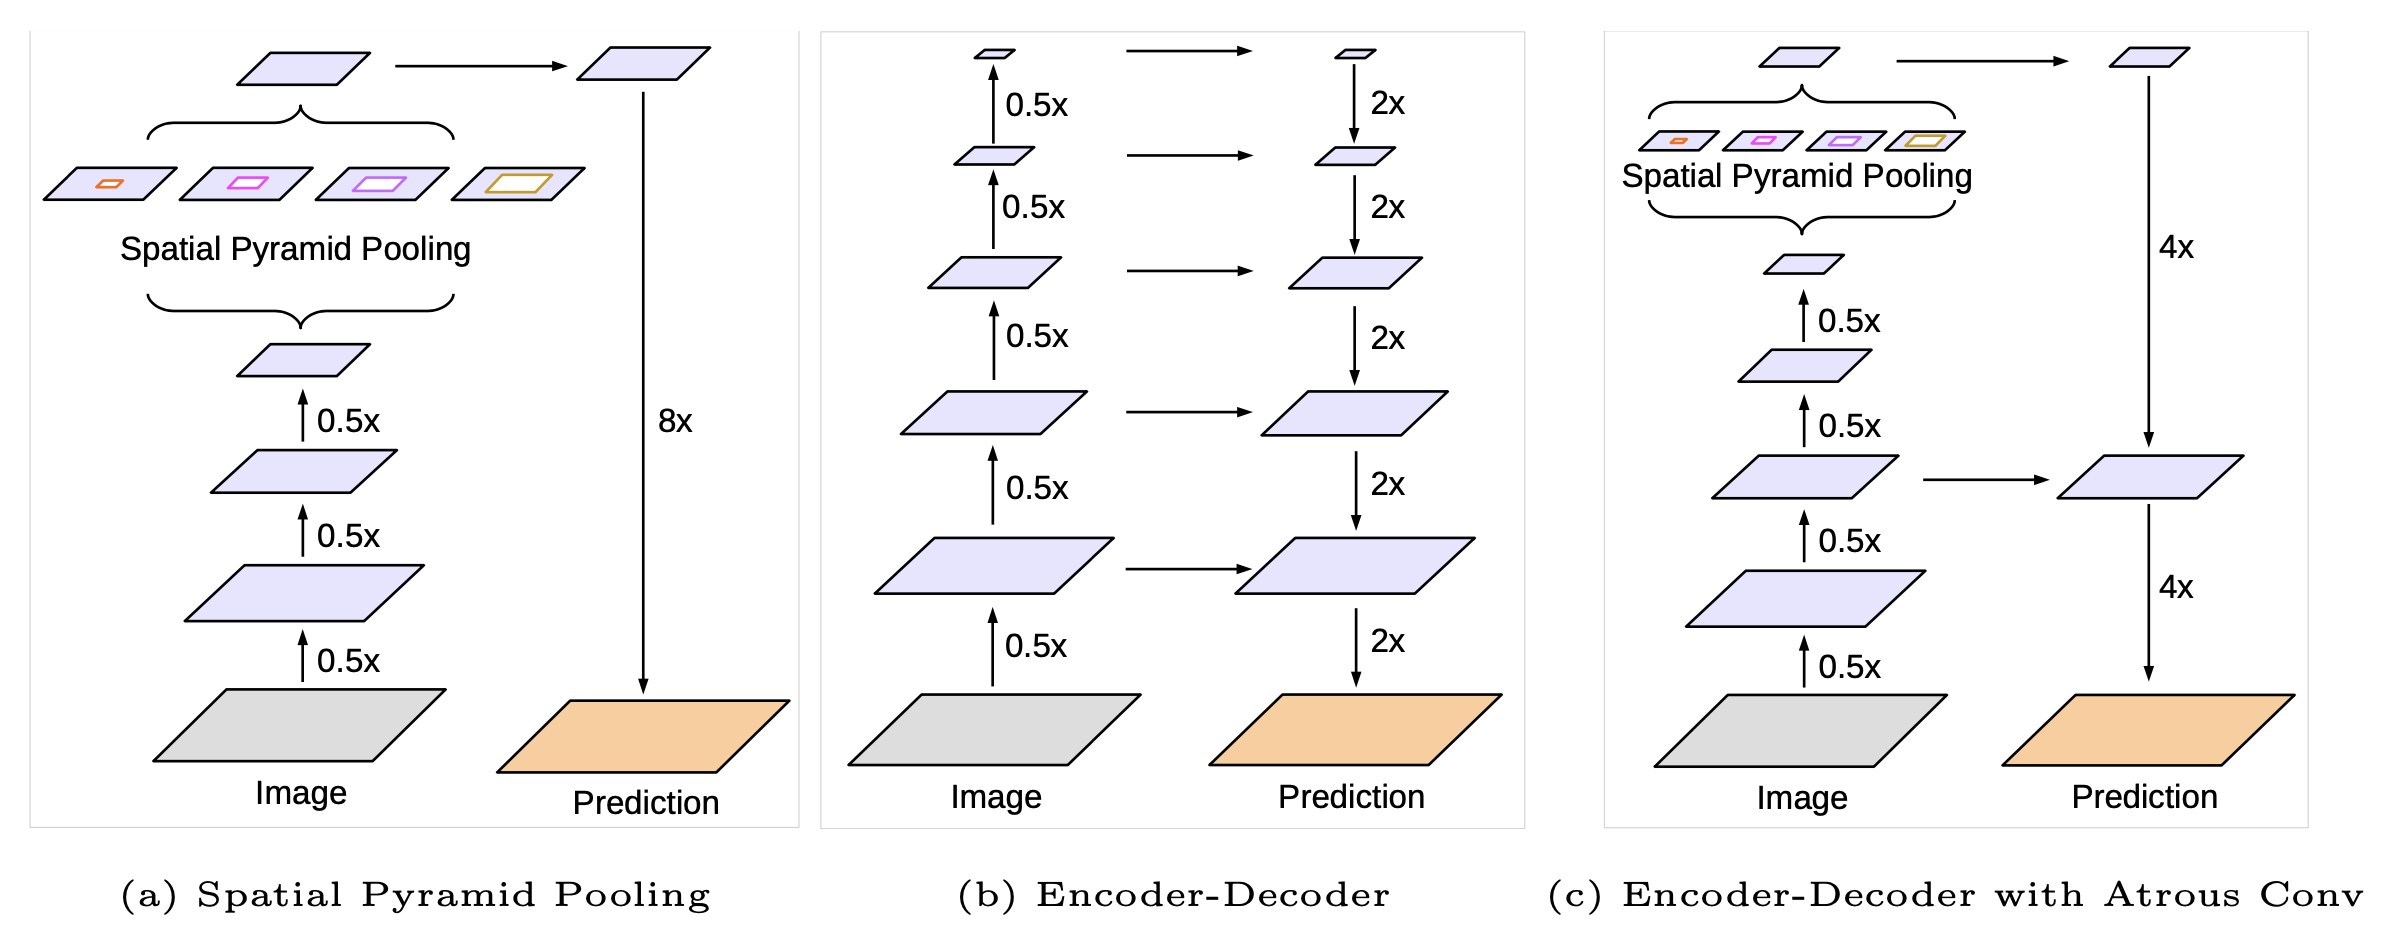 Spatial Pyramid Pooling
0.5x
0.5x
0.5x
8x
Image
Prediction
(a) Spatial Pyramid Pooling
0.5x
2x
0.5x
2x
0.5x
2x
0.5x
2x
0.5x
2x
Image
Prediction
(b) Encoder-Decoder
Spatial Pyramid Pooling
4x
0.5x
0.5x
0.5x
4x
0.5x
Image
Prediction
(c) Encoder-Decoder with Atrous Conv